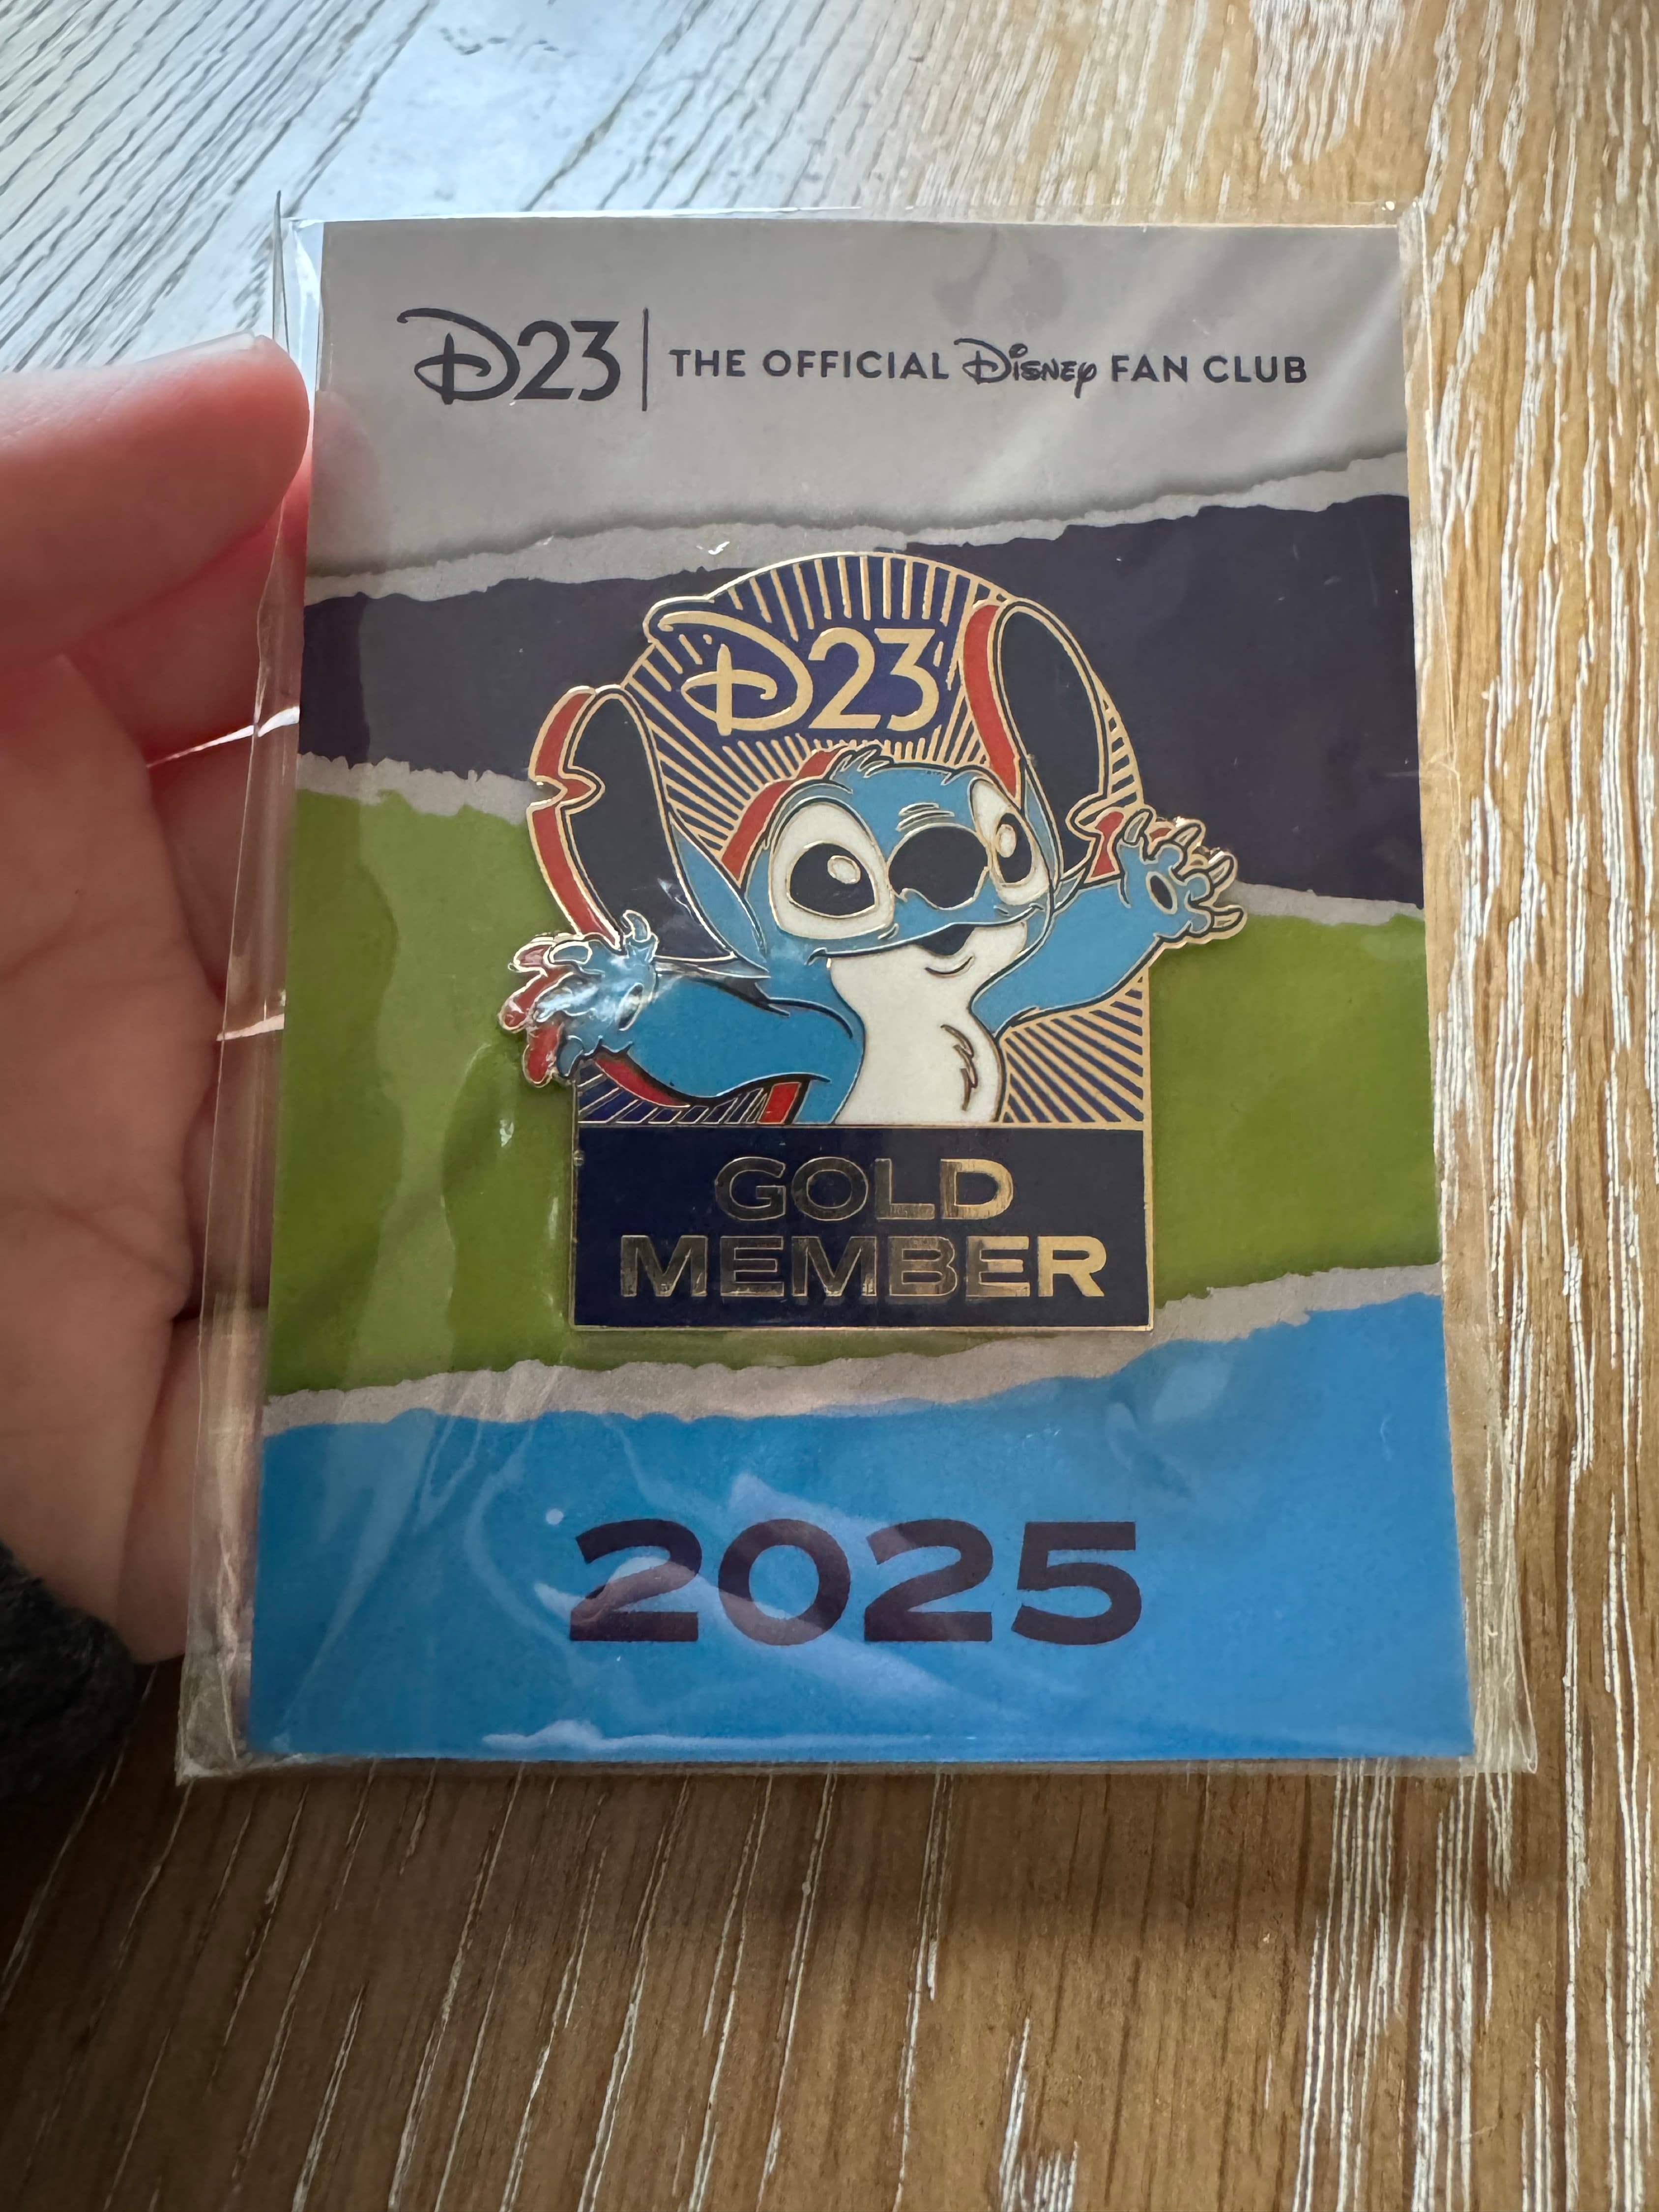 D23 | THE OFFICIAL Disney FAN CLUB
D23
GOLD
MEMBER
2025